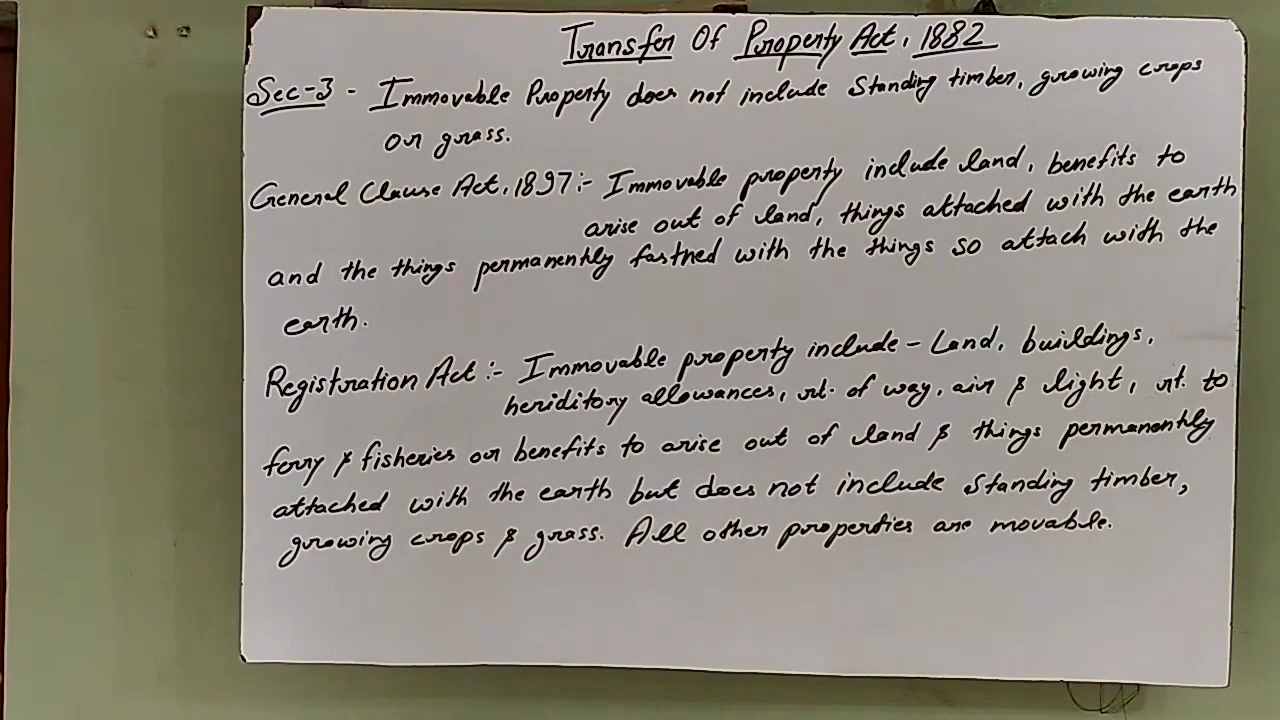 Transfer Of Property Act, 1882
Sec-3 - Immovable Property does not include Standing timber, growing crops
or grass.
General Clause Act, 1897:- Immovable property include land, benefits to
arise out of land, things attached with the earth
and the things permanently fastned with the things so attach with the
earth.
Registration Act:- Immovable property include - Land, buildings,
heriditory allowances, rt. of way, air & light, rt. to
ferry & fisheries or benefits to arise out of land & things permanently
attached with the earth but does not include Standing timber,
growing crops & grass. All other properties are movable.